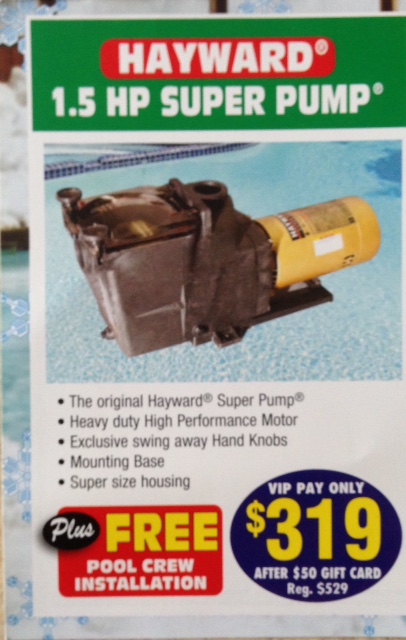 HAYWARD®
1.5 HP SUPER PUMP®
HAYWARD
• The original Hayward® Super Pump®
• Heavy duty High Performance Motor
• Exclusive swing away Hand Knobs
• Mounting Base
• Super size housing
Plus FREE
POOL CREW
INSTALLATION
VIP PAY ONLY
$319
AFTER $50 GIFT CARD
Reg. $529